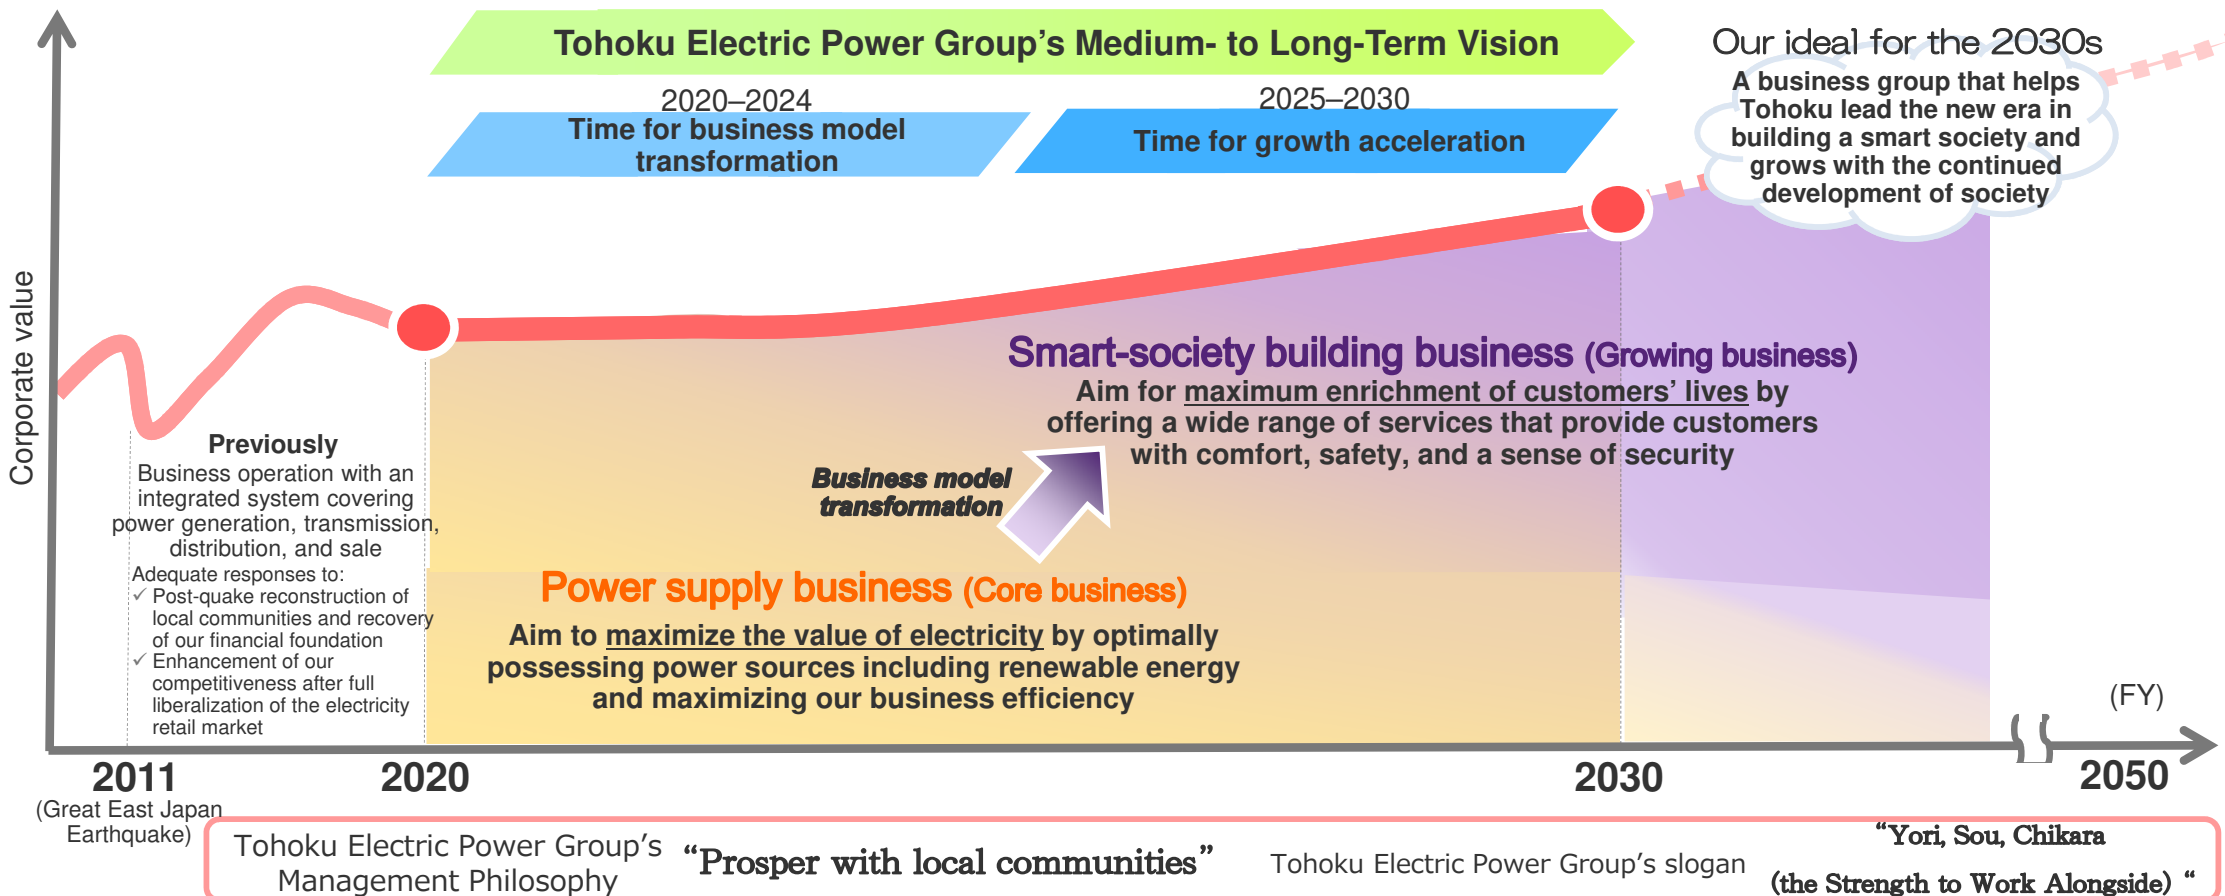 Tohoku Electric Power Group's Medium- to Long-Term Vision
2020–2024
Time for business model
transformation
2025–2030
Time for growth acceleration
Our ideal for the 2030s
A business group that helps
Tohoku lead the new era in
building a smart society and
grows with the continued
development of society
Corporate value
Previously
Business operation with an
integrated system covering
power generation, transmission,
distribution, and sale
Adequate responses to:
✓ Post-quake reconstruction of
local communities and recovery
of our financial foundation
✓ Enhancement of our
competitiveness after full
liberalization of the electricity
retail market
Smart-society building business (Growing business)
Aim for maximum enrichment of customers' lives by
offering a wide range of services that provide customers
with comfort, safety, and a sense of security
Business model
transformation
Power supply business (Core business)
Aim to maximize the value of electricity by optimally
possessing power sources including renewable energy
and maximizing our business efficiency
(FY)
2011
(Great East Japan
Earthquake)
2020
2030
2050
Tohoku Electric Power Group's
Management Philosophy
"Prosper with local communities"
Tohoku Electric Power Group's slogan
"Yori, Sou, Chikara
(the Strength to Work Alongside) "